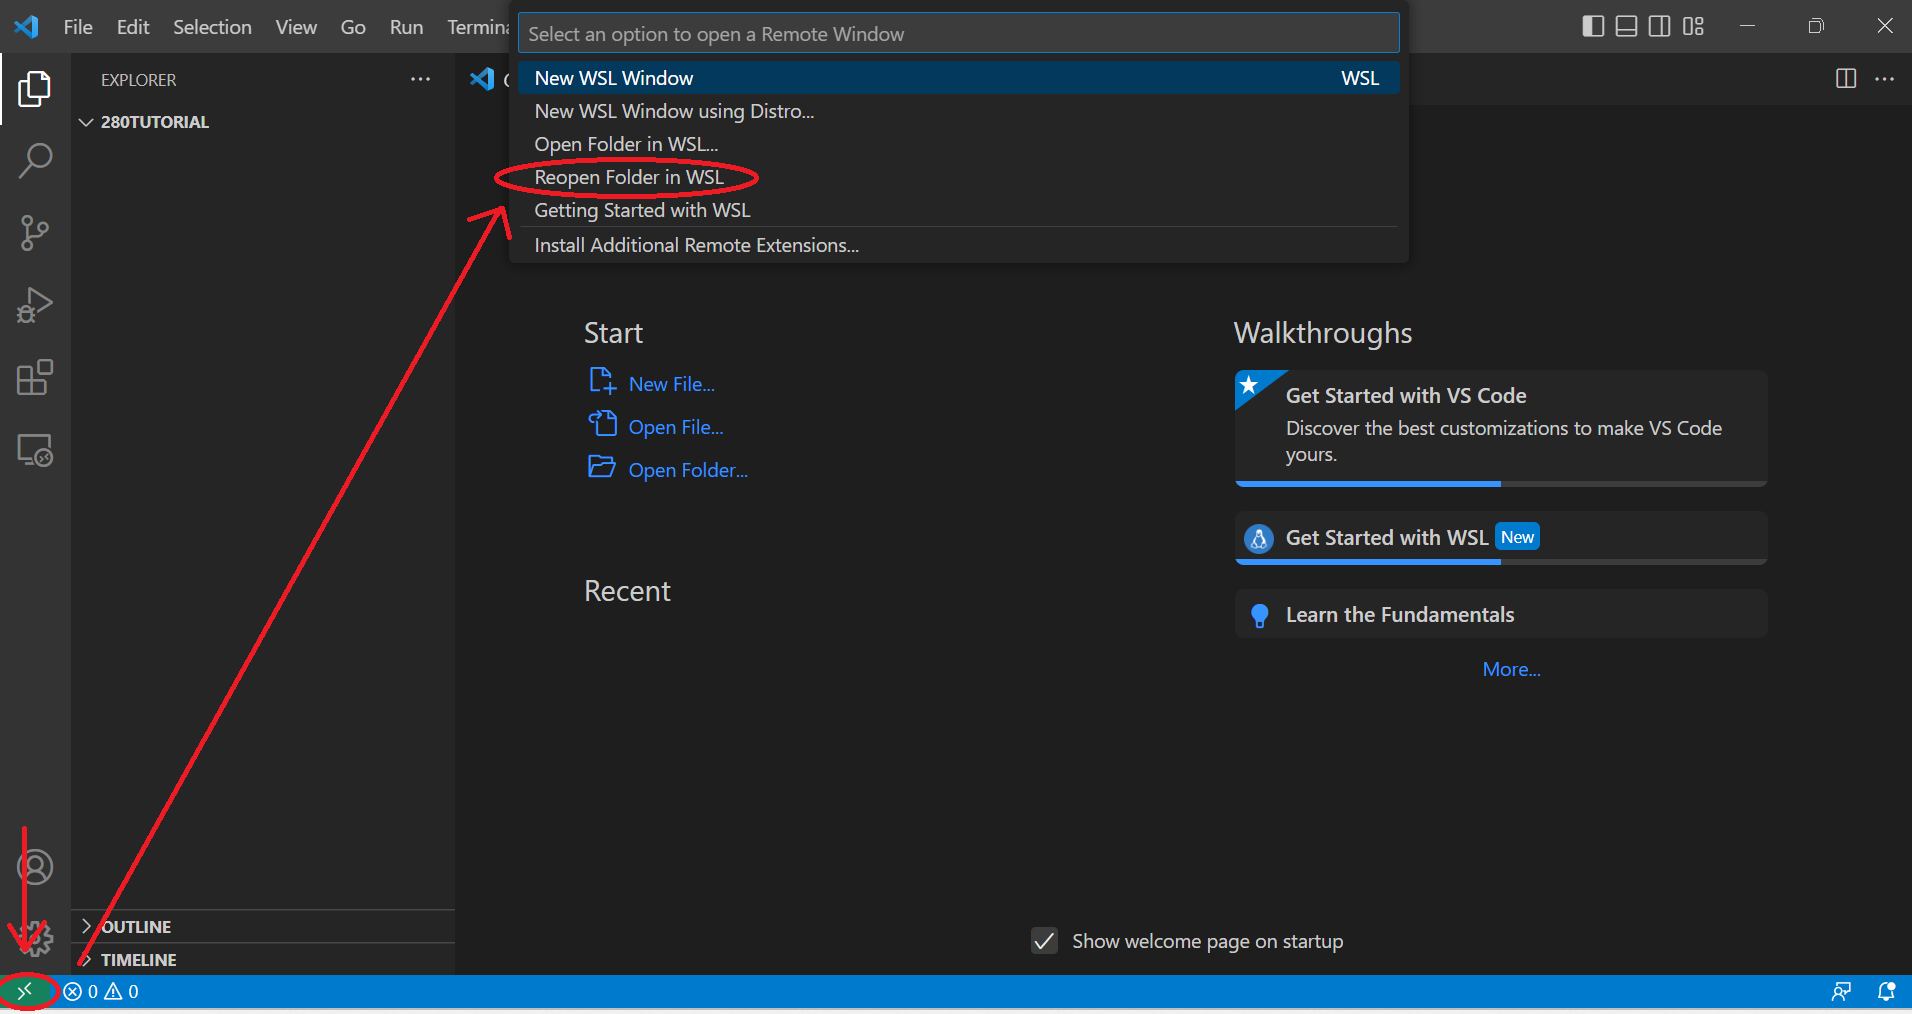 File Edit Selection View Go Run
Select an option to open a Remote Window
EXPLORER
280TUTORIAL
New WSL Window WSL
New WSL Window using Distro...
Open Folder in WSL...
Reopen Folder in WSL
Getting Started with WSL
Install Additional Remote Extensions...
Start
New File...
Open File...
Open Folder...
Recent
Walkthroughs
Get Started with VS Code
Discover the best customizations to make VS Code
yours.
Get Started with WSL New
Learn the Fundamentals
More...
Show welcome page on startup
OUTLINE
TIMELINE
0 0